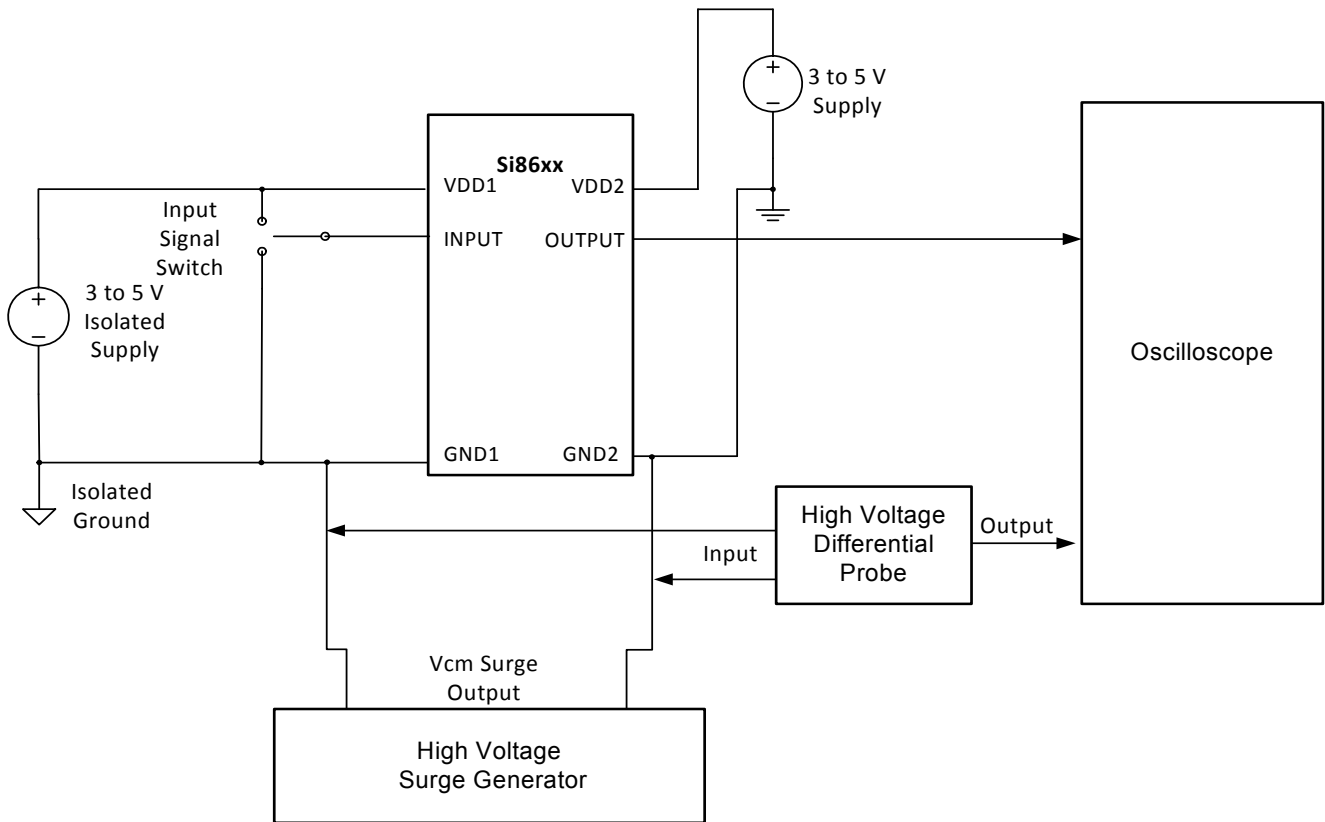 3 to 5 V
Supply
Si86xx
VDD1
VDD2
Input
Signal
Switch
INPUT
OUTPUT
+
−
3 to 5 V
Isolated
Supply
+
−
Oscilloscope
GND1
GND2
Isolated
Ground
High Voltage
Differential
Probe
Output
Input
Vcm Surge
Output
High Voltage
Surge Generator